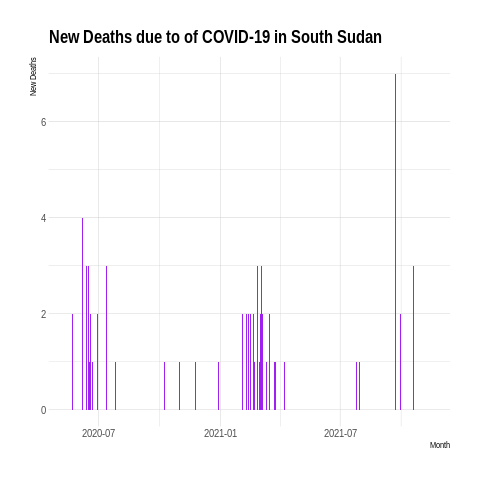 New Deaths due to of COVID-19 in South Sudan
New Deaths
6
4
2
0
2020-07 2021-01 2021-07
Month